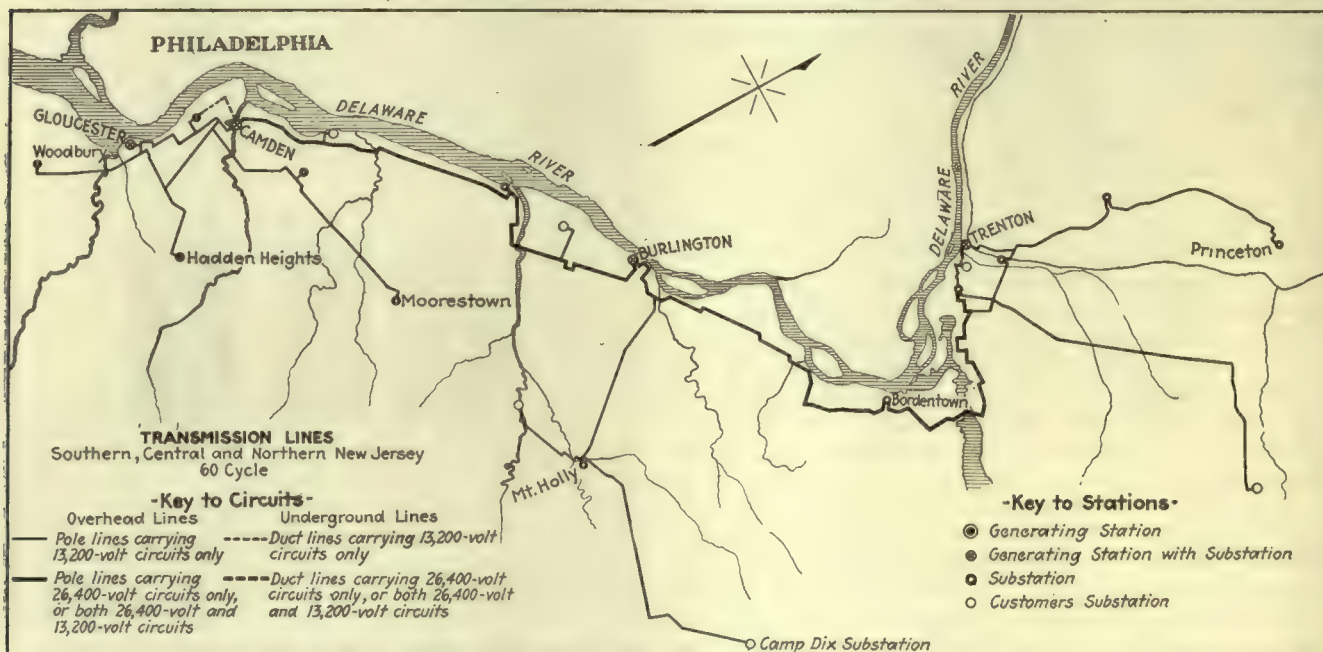 PHILADELPHIA
DELAWARE
RIVER
GLOUCESTER
CAMDEN
Woodbury
Hadden Heights
Moorestown
BURLINGTON
RIVER
DELAWARE
TRENTON
Princeton
Bordentown
Mt. Holly
Camp Dix Substation
TRANSMISSION LINES
Southern, Central and Northern New Jersey
60 Cycle
-Key to Circuits-
Overhead Lines
Pole lines carrying
13,200-volt circuits only
Pole lines carrying
26,400-volt circuits only,
or both 26,400-volt and
13,200-volt circuits
Underground Lines
Duct lines carrying 13,200-volt
circuits only
Duct lines carrying 26,400-volt
circuits only, or both 26,400-volt
and 13,200-volt circuits
-Key to Stations-
Generating Station
Generating Station with Substation
Substation
Customers Substation